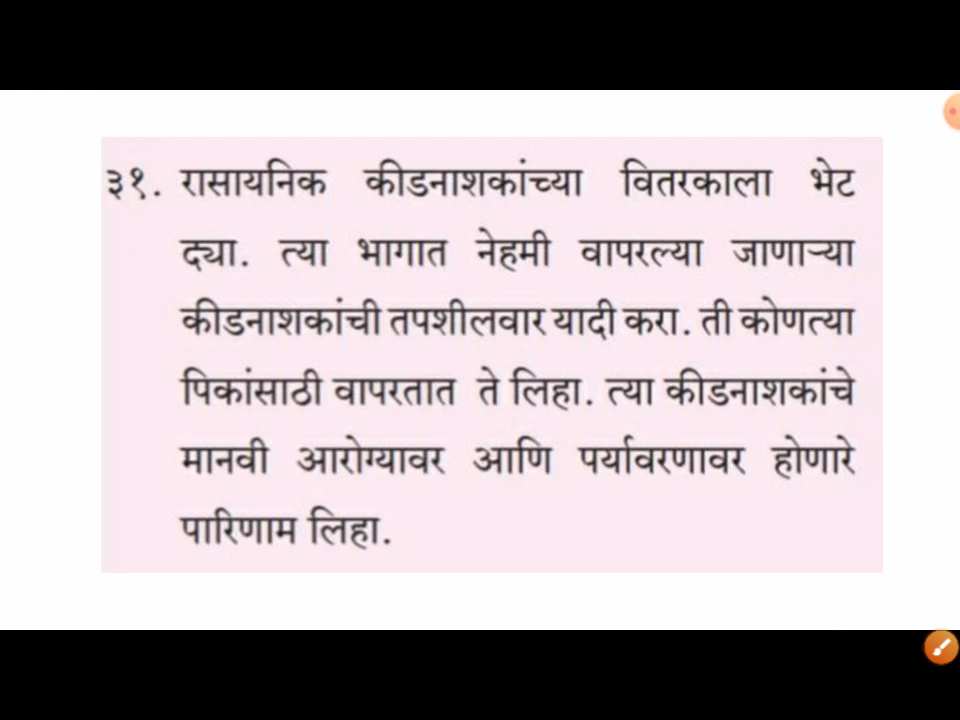 ३१. रासायनिक कीडनाशकांच्या वितरकाला भेट
द्या. त्या भागात नेहमी वापरल्या जाणाऱ्या
कीडनाशकांची तपशीलवार यादी करा. ती कोणत्या
पिकांसाठी वापरतात ते लिहा. त्या कीडनाशकांचे
मानवी आरोग्यावर आणि पर्यावरणावर होणारे
पारिणाम लिहा.